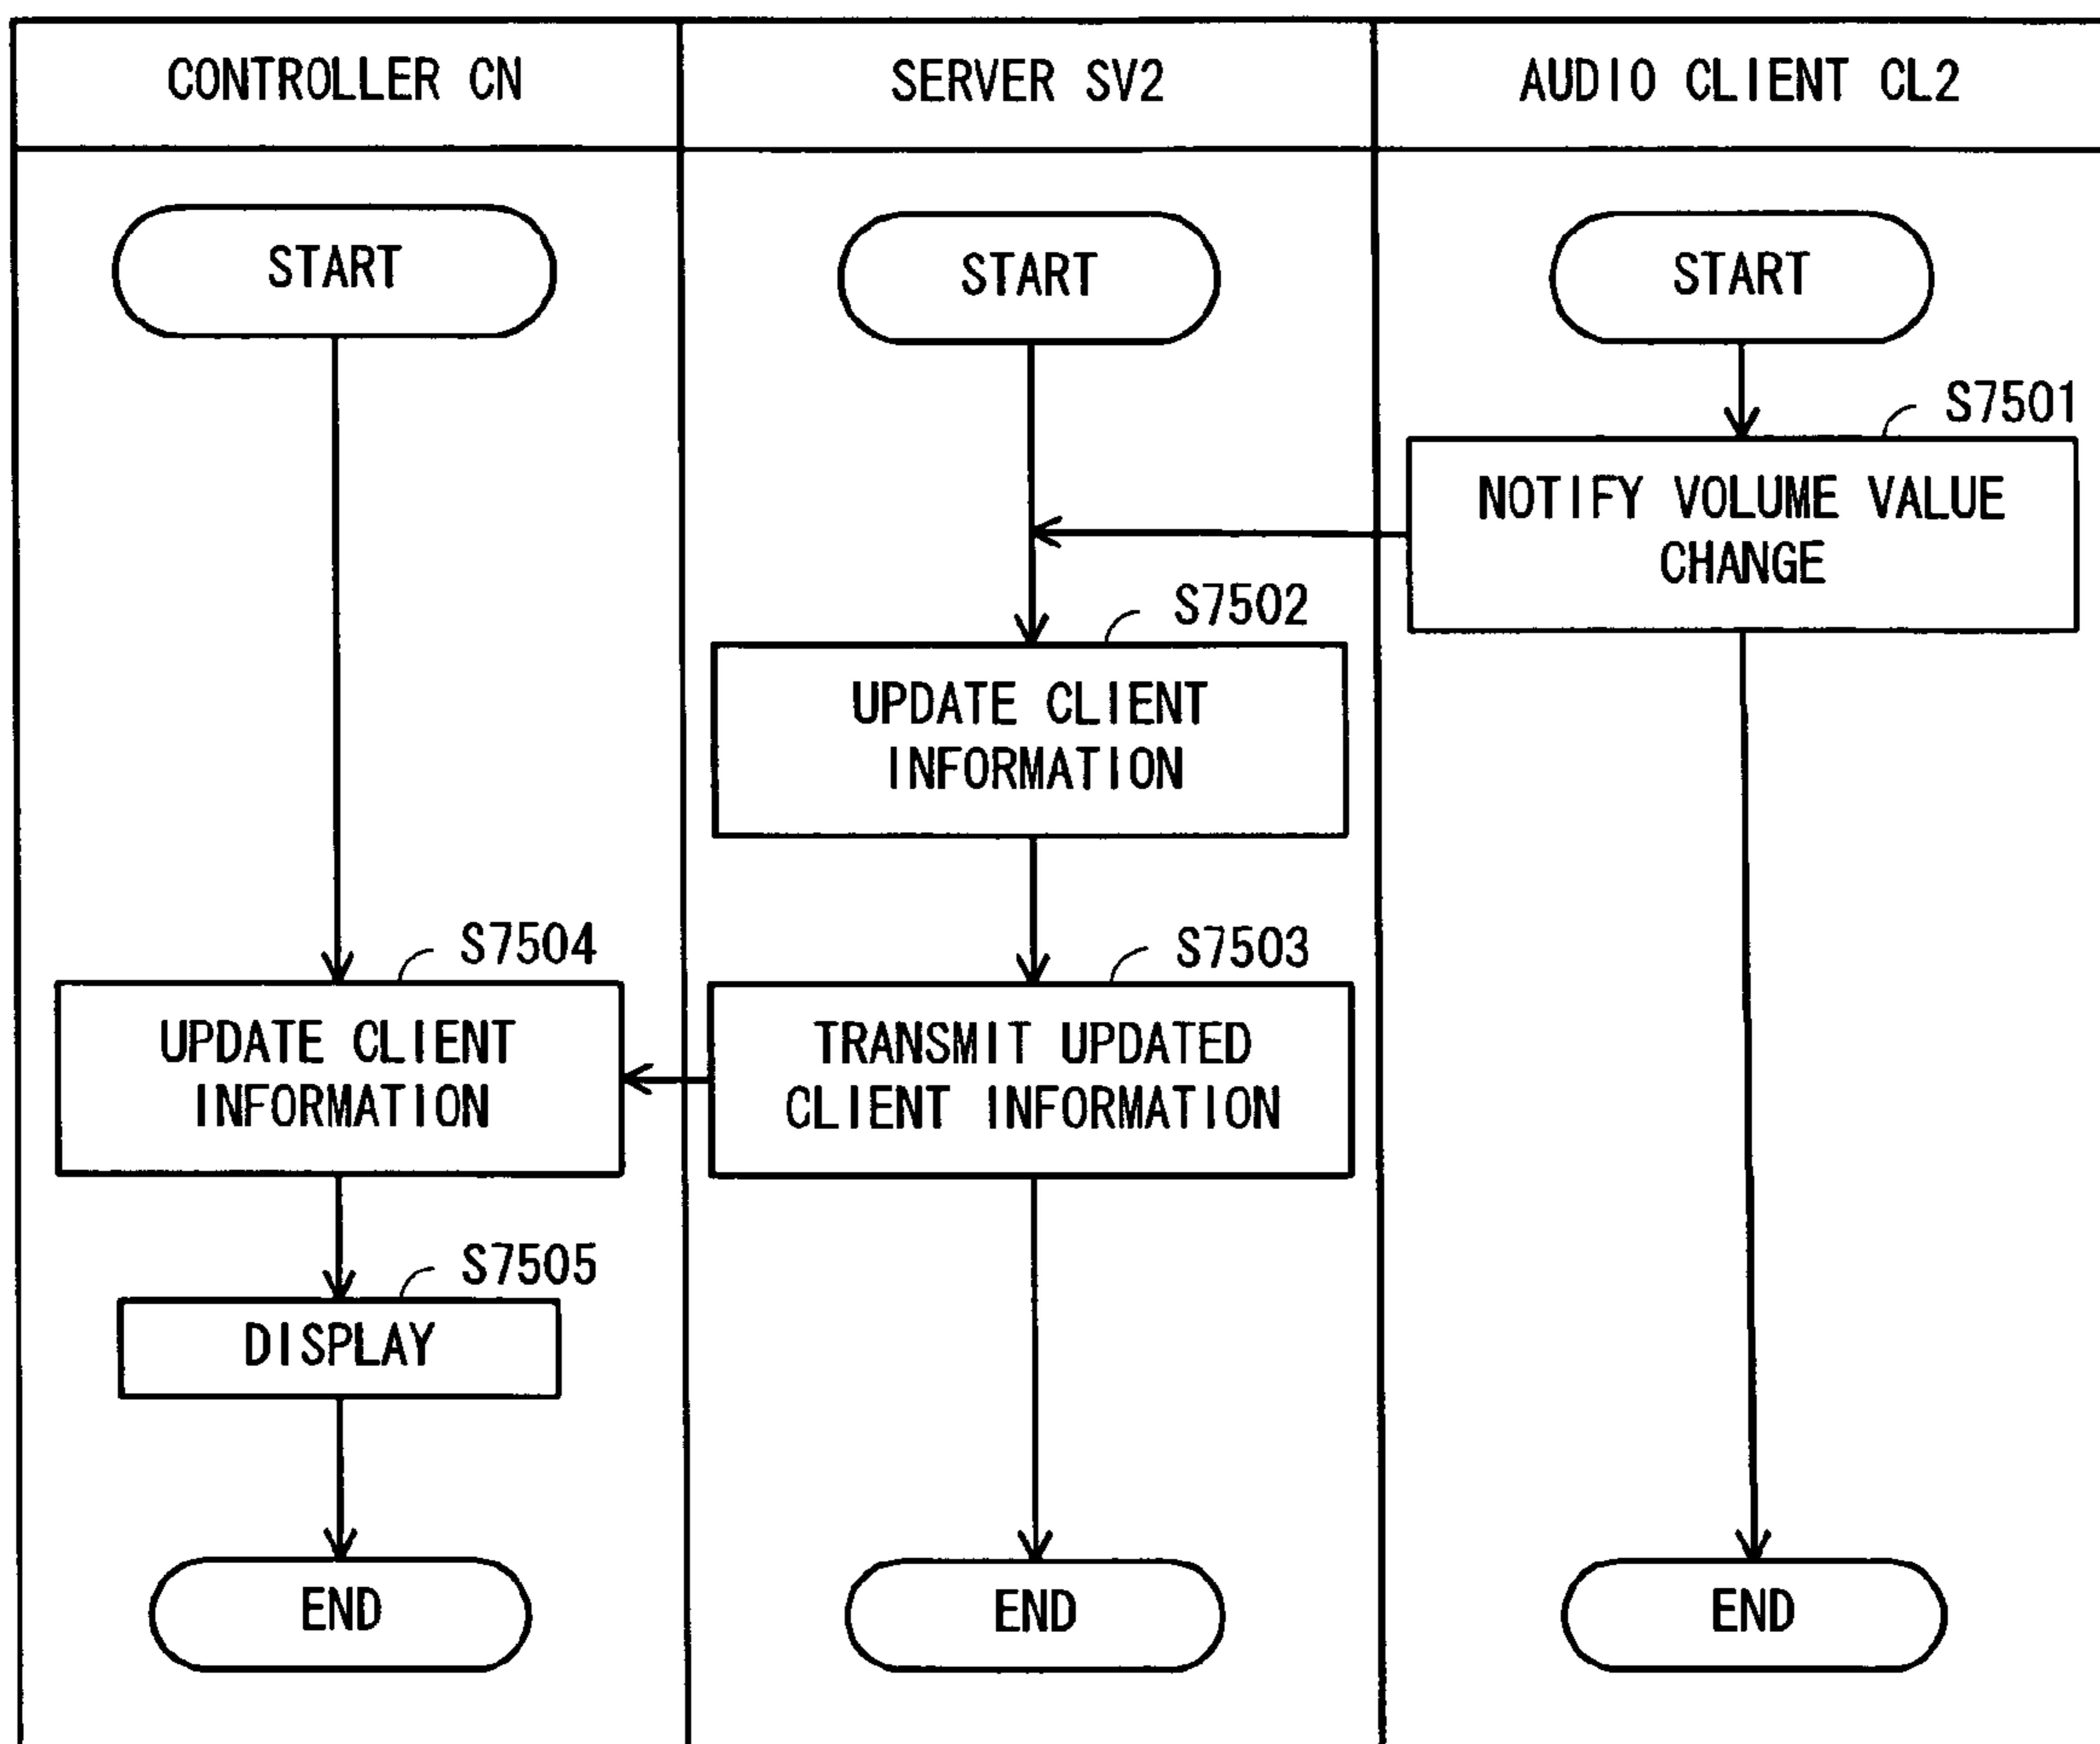 CONTROLLER CN
SERVER SV2
AUDIO CLIENT CL2
START
START
START
S7501
NOTIFY VOLUME VALUE
CHANGE
S7502
UPDATE CLIENT
INFORMATION
S7504
S7503
UPDATE CLIENT
INFORMATION
TRANSMIT UPDATED
CLIENT INFORMATION
S7505
DISPLAY
END
END
END